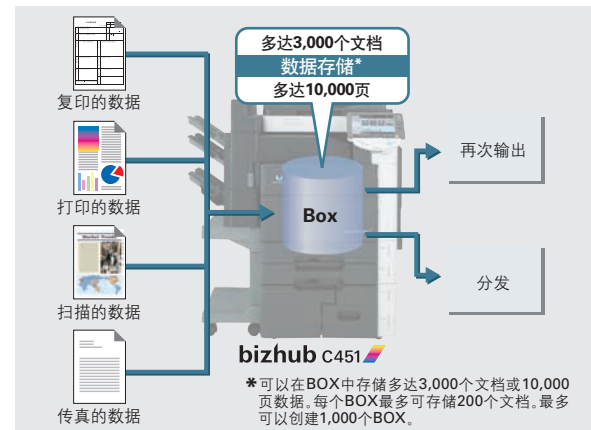 多达3,000个文档
数据存储*
多达10,000页
复印的数据
打印的数据
扫描的数据
传真的数据
Box
再次输出
分发
bizhub C451
*可以在BOX中存储多达3,000个文档或10,000
页数据。每个BOX最多可存储200个文档。最多
可以创建1,000个BOX。